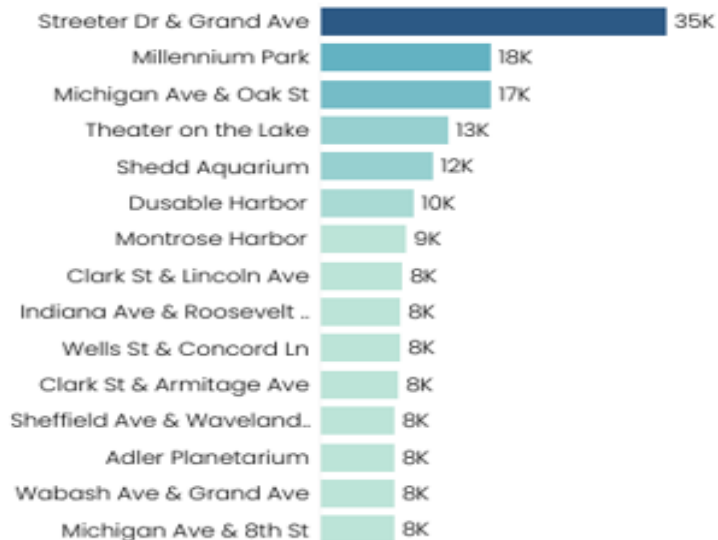 Streeter Dr & Grand Ave 35K
Millennium Park 18K
Michigan Ave & Oak St 17K
Theater on the Lake 13K
Shedd Aquarium 12K
Dusable Harbor 10K
Montrose Harbor 9K
Clark St & Lincoln Ave 8K
Indiana Ave & Roosevelt .. 8K
Wells St & Concord Ln 8K
Clark St & Armitage Ave 8K
Sheffield Ave & Waveland.. 8K
Adler Planetarium 8K
Wabash Ave & Grand Ave 8K
Michigan Ave & 8th St 8K